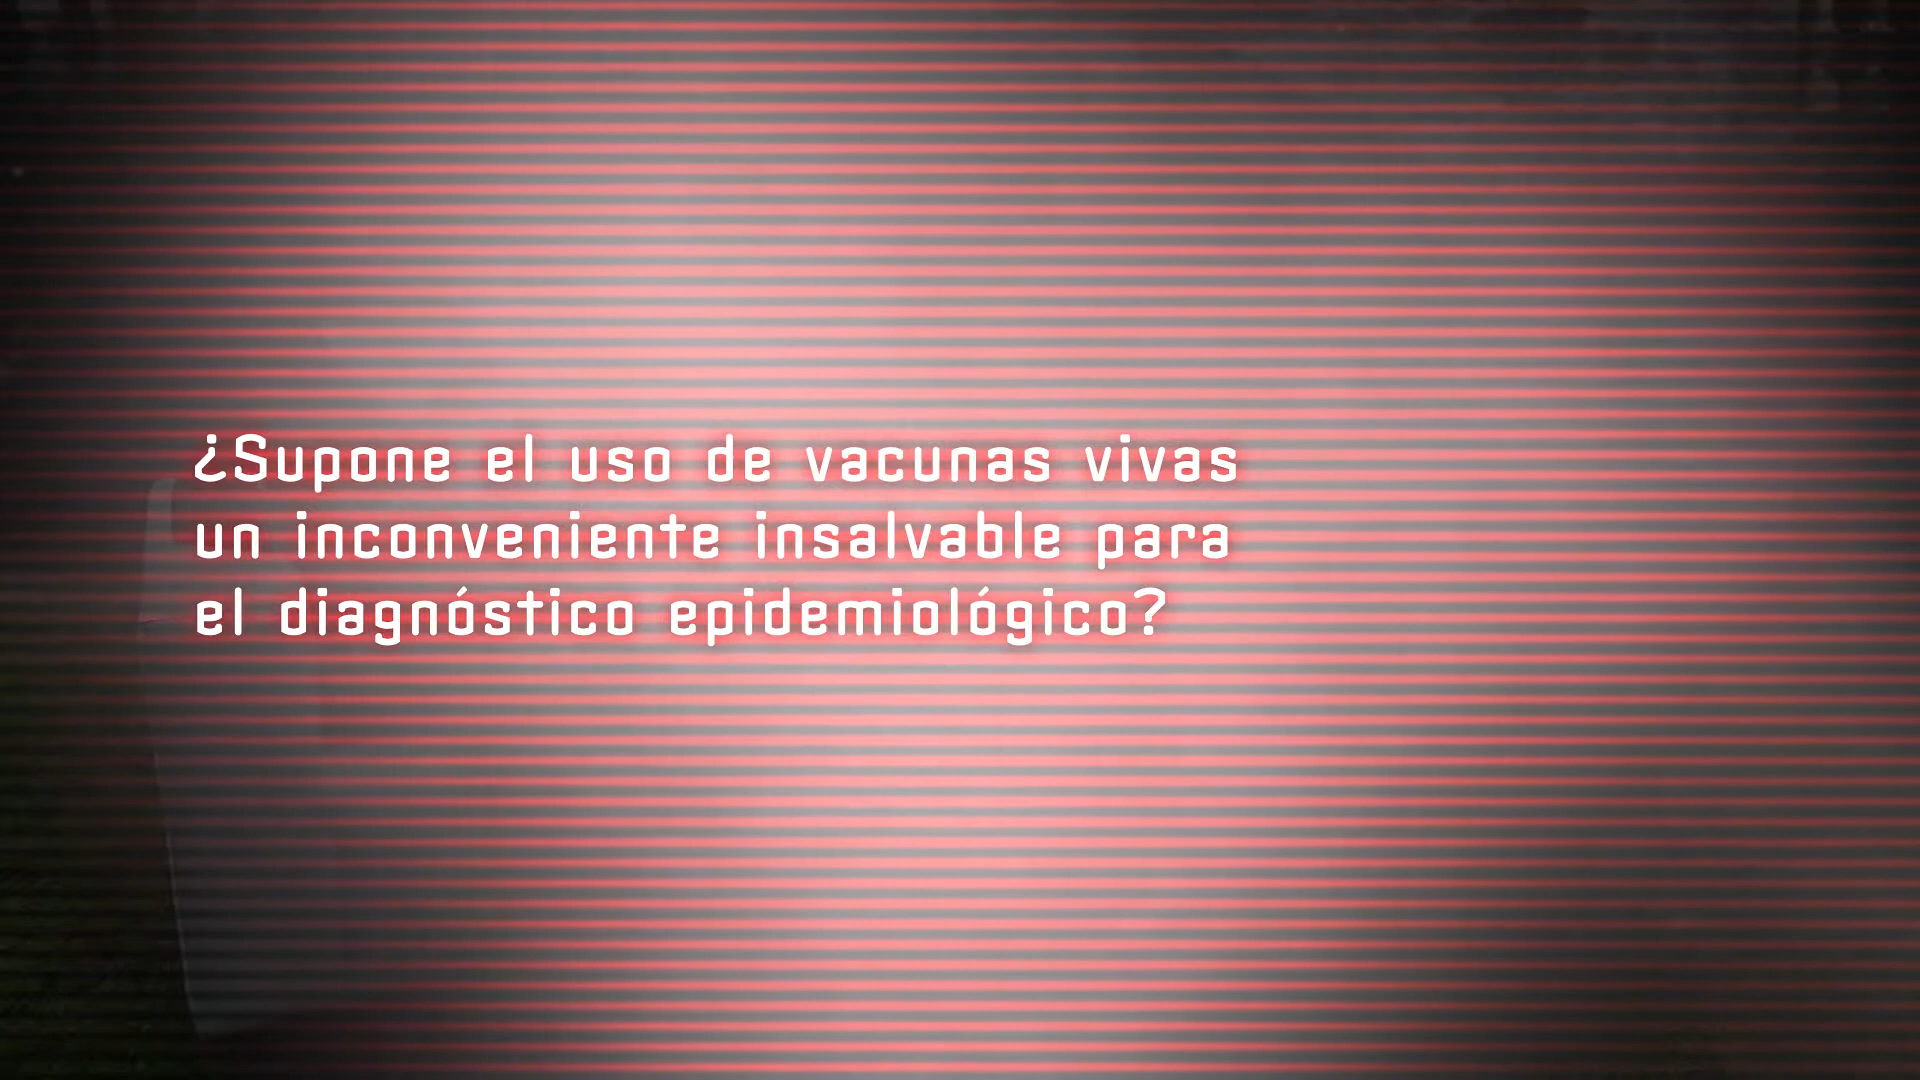 ¿Supone el uso de vacunas vivas
un inconveniente insalvable para
el diagnóstico epidemiológico?